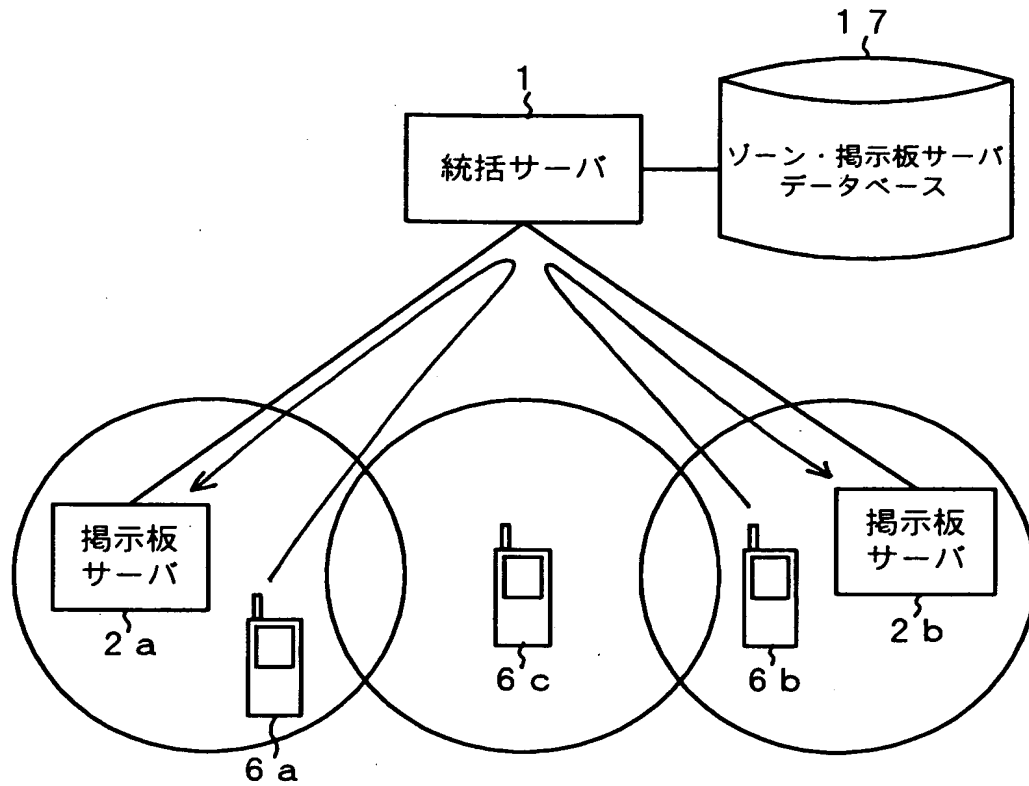 17
1
統括サーバ
ゾーン・掲示板サーバ
データベース
掲示板
サーバ
2a
6a
6c
6b
掲示板
サーバ
2b